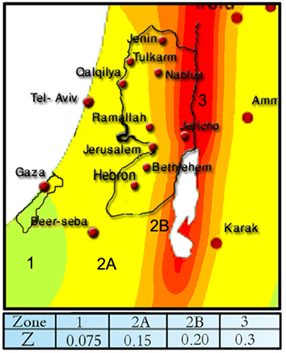 Jenin
Tulkarm
Qalqilya
Nablus
Tel- Aviv
3
Amm
Ramallah
Jericho
Jerusalem
Gaza
Bethlehem
Hebron
Beer-seba
2B
Karak
1
2A
Zone 1 2A 2B 3
Z 0.075 0.15 0.20 0.3